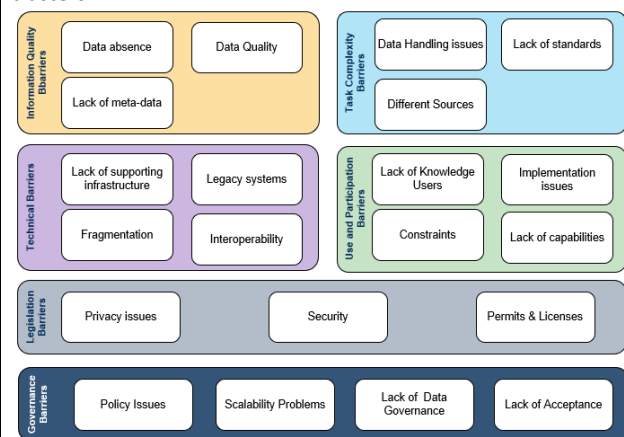 Information Quality
Bbarriers
Data absence
Data Quality
Lack of meta-data
Task Complexity
Barriers
Data Handling issues
Lack of standards
Different Sources
Technical Barriers
Lack of supporting
infrastructure
Legacy systems
Fragmentation
Interoperability
Use and Participation
Barriers
Lack of Knowledge
Users
Implementation
issues
Constraints
Lack of capabilities
Legislation
Barriers
Privacy issues
Security
Permits & Licenses
Governance
Barriers
Policy Issues
Scalability Problems
Lack of Data
Governance
Lack of Acceptance